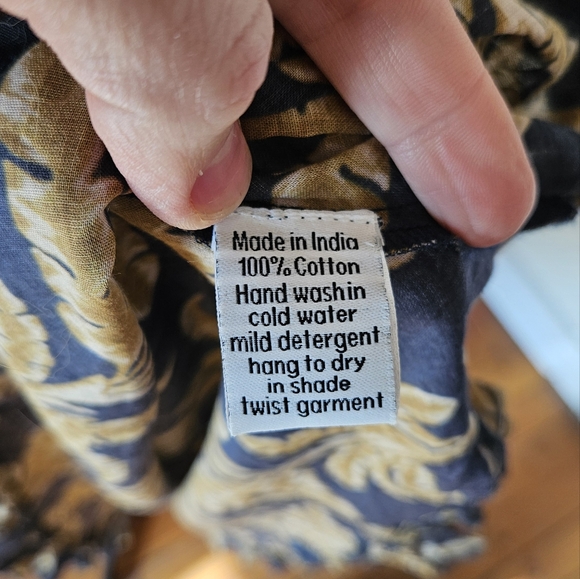 Made in India
100% Cotton
Hand wash in
cold water
mild detergent
hang to dry
in shade
twist garment